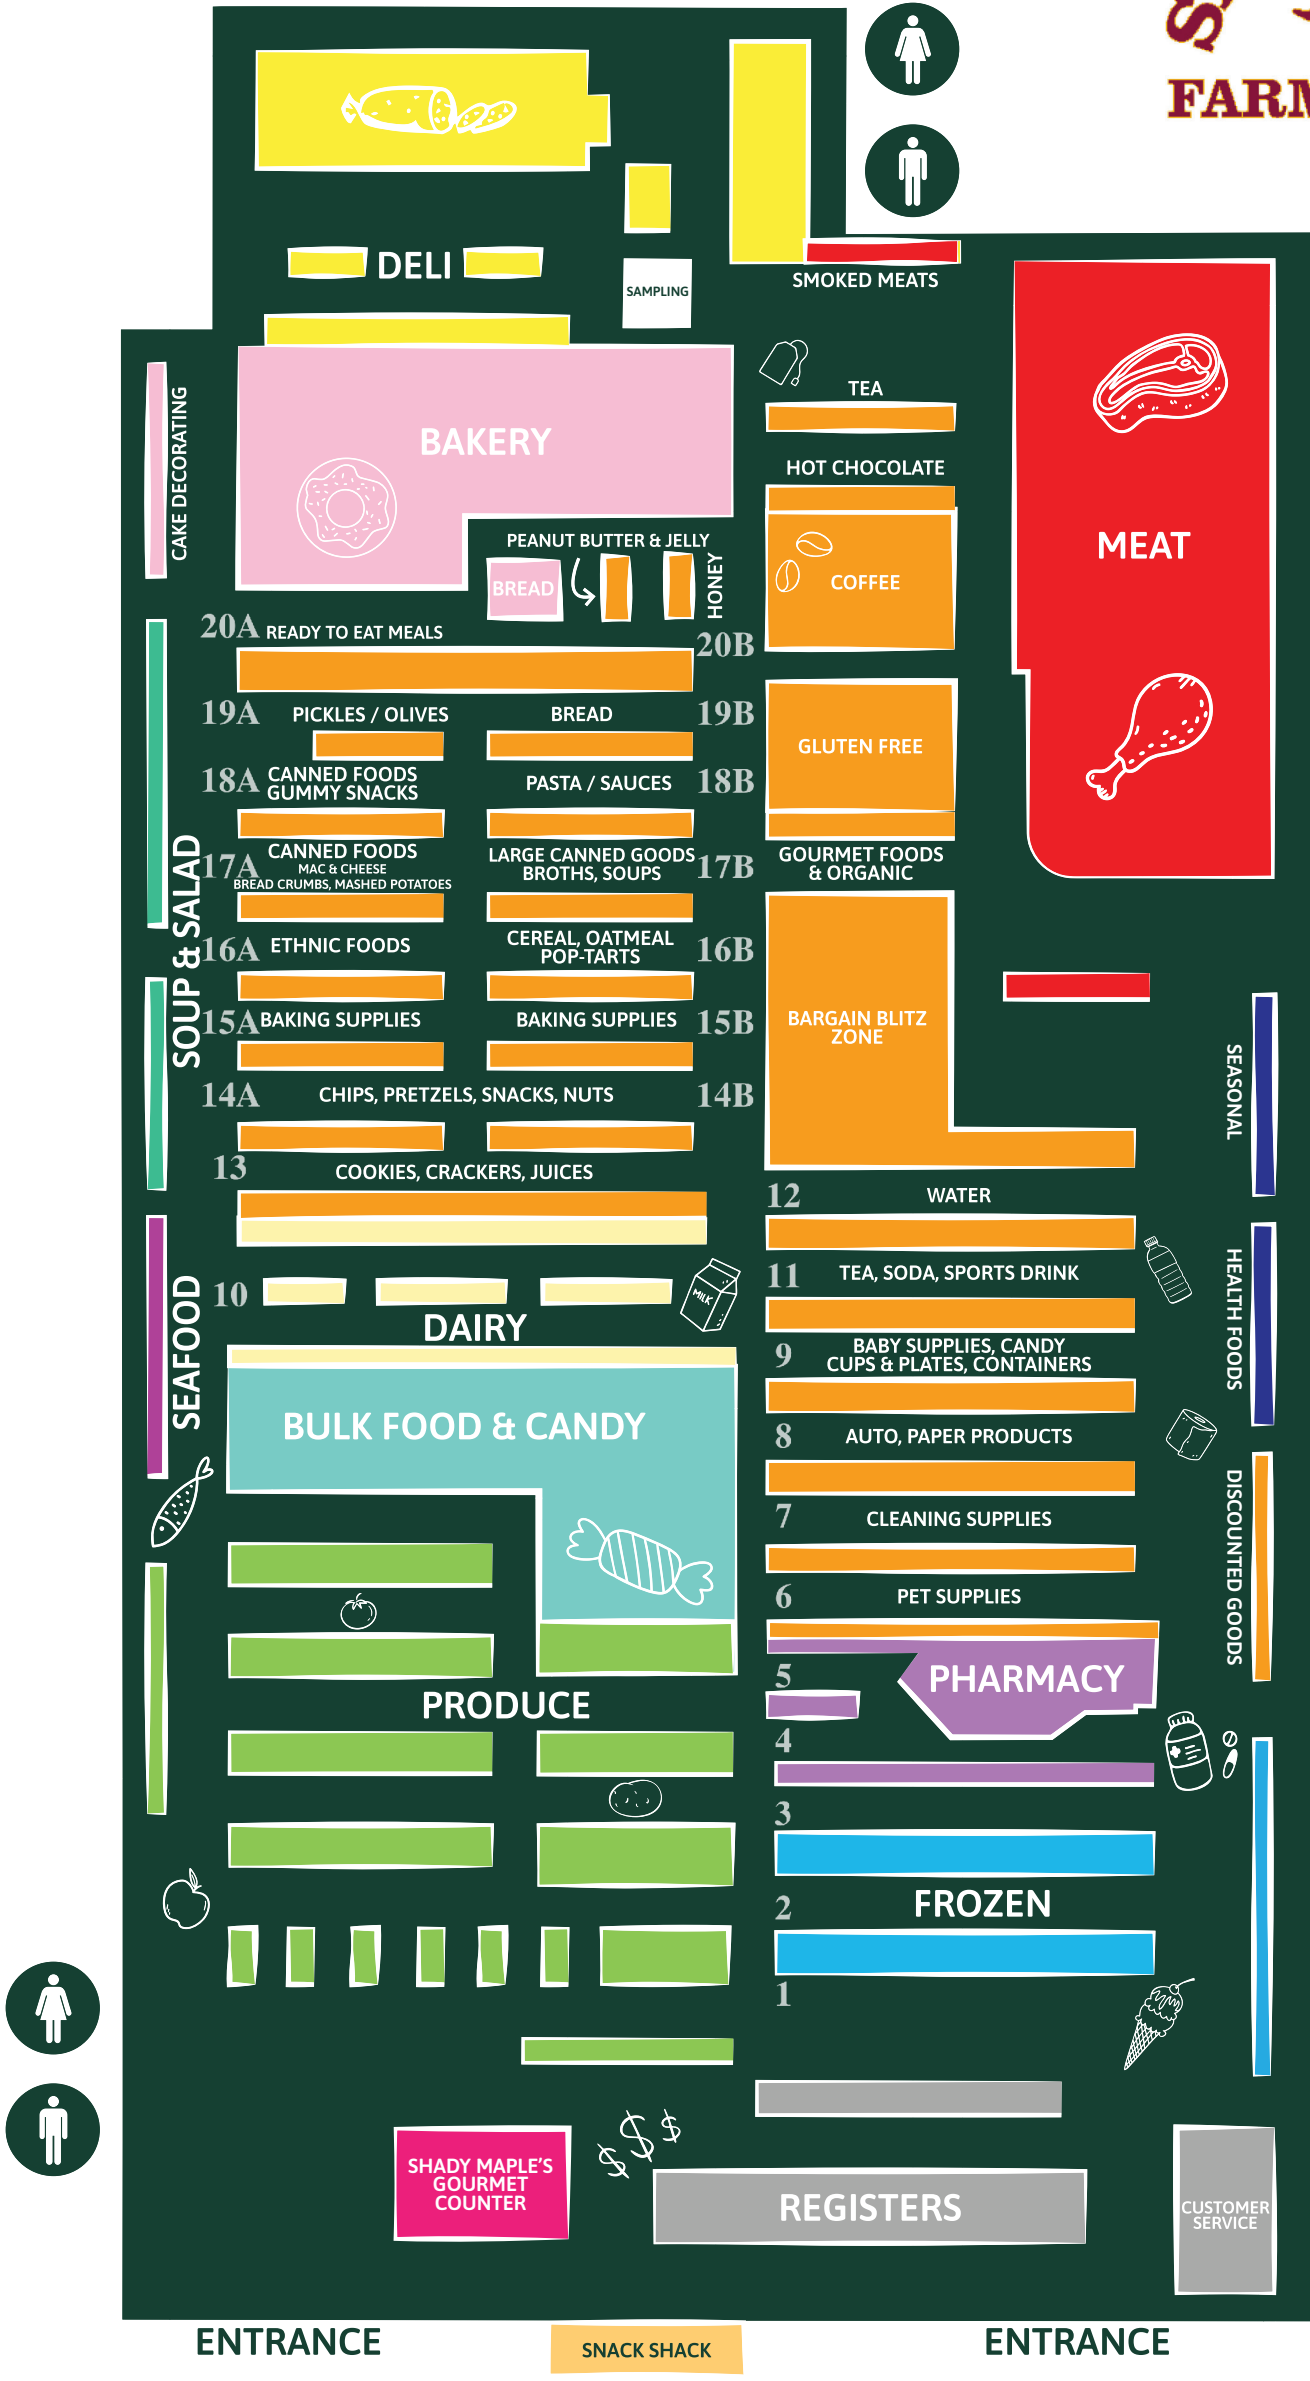 FARM
DELI
SAMPLING
SMOKED MEATS
CAKE DECORATING
BAKERY
TEA
HOT CHOCOLATE
COFFEE
MEAT
PEANUT BUTTER & JELLY
BREAD
HONEY
20A READY TO EAT MEALS
20B
19A PICKLES / OLIVES
BREAD 19B
GLUTEN FREE
18A CANNED FOODS
GUMMY SNACKS
PASTA / SAUCES 18B
17A CANNED FOODS
MAC & CHEESE
BREAD CRUMBS, MASHED POTATOES
LARGE CANNED GOODS
BROTHS, SOUPS 17B
GOURMET FOODS
& ORGANIC
SOUP & SALAD
16A ETHNIC FOODS
CEREAL, OATMEAL
POP-TARTS 16B
15A BAKING SUPPLIES
BAKING SUPPLIES 15B
BARGAIN BLITZ
ZONE
SEASONAL
14A CHIPS, PRETZELS, SNACKS, NUTS 14B
13 COOKIES, CRACKERS, JUICES
12 WATER
11 TEA, SODA, SPORTS DRINK
HEALTH FOODS
10
MILK
DAIRY
SEAFOOD
9 BABY SUPPLIES, CANDY
CUPS & PLATES, CONTAINERS
BULK FOOD & CANDY
8 AUTO, PAPER PRODUCTS
7 CLEANING SUPPLIES
DISCOUNTED GOODS
6 PET SUPPLIES
5
PHARMACY
PRODUCE
4
3
2 FROZEN
1
SHADY MAPLE'S
GOURMET
COUNTER
$ $ $
REGISTERS
CUSTOMER
SERVICE
ENTRANCE
SNACK SHACK
ENTRANCE